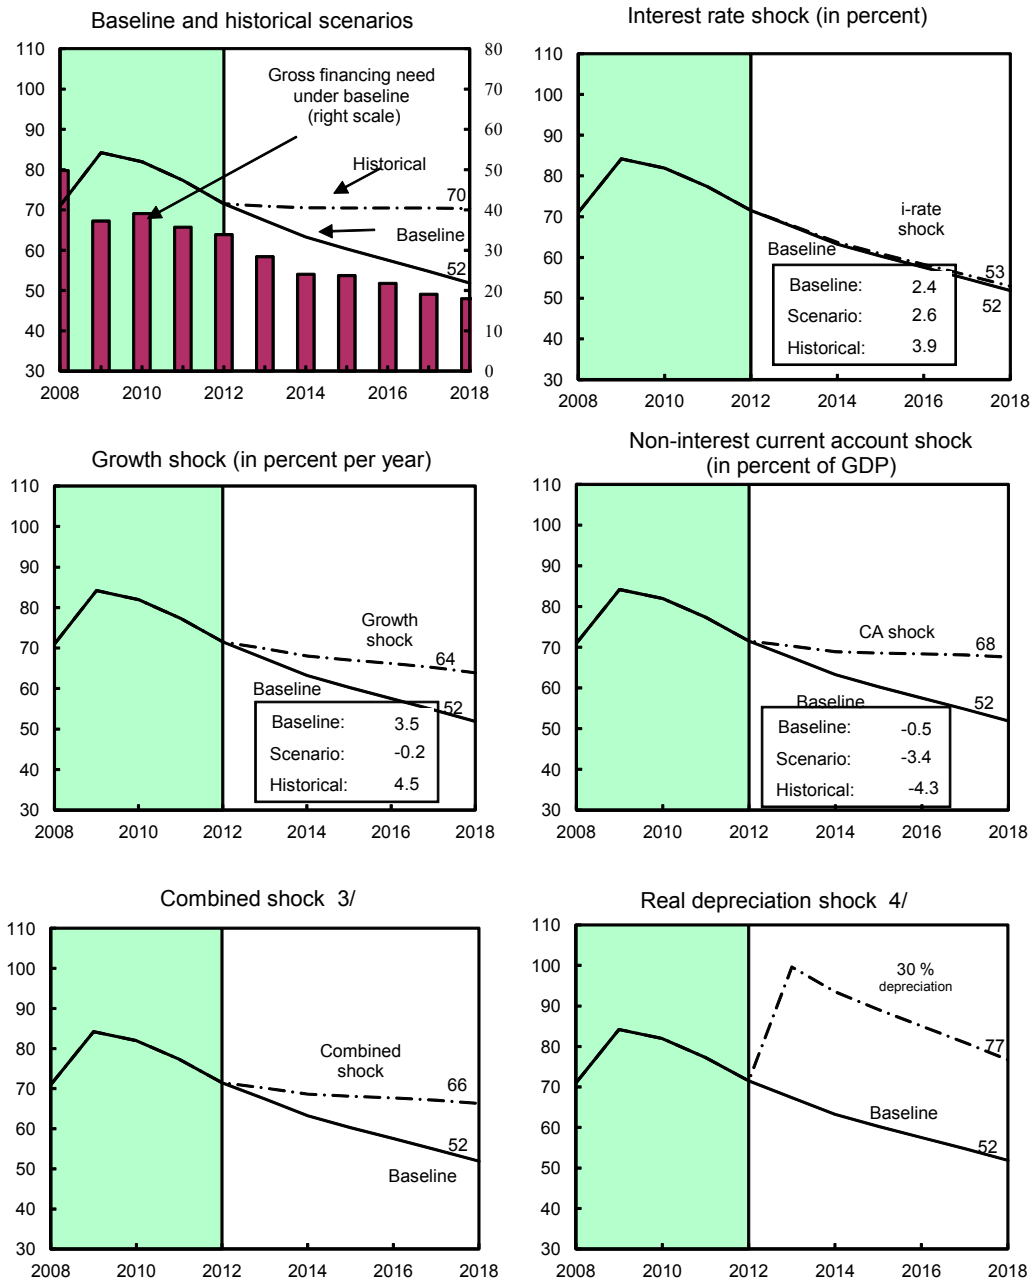 Baseline and historical scenarios
110
100
90
80
70
60
50
40
30
80
70
60
50
40
30
20
10
0
Gross financing need
under baseline
(right scale)
Historical
70
Baseline
52
2008 2010 2012 2014 2016 2018
Interest rate shock (in percent)
110
100
90
80
70
60
50
40
30
i-rate
shock
Baseline
53
52
Baseline: 2.4
Scenario: 2.6
Historical: 3.9
2008 2010 2012 2014 2016 2018
Growth shock (in percent per year)
110
100
90
80
70
60
50
40
30
Growth
shock
64
Baseline
52
Baseline: 3.5
Scenario: -0.2
Historical: 4.5
2008 2010 2012 2014 2016 2018
Non-interest current account shock
(in percent of GDP)
110
100
90
80
70
60
50
40
30
CA shock
68
Baseline
52
Baseline: -0.5
Scenario: -3.4
Historical: -4.3
2008 2010 2012 2014 2016 2018
Combined shock 3/
110
100
90
80
70
60
50
40
30
Combined
shock
66
52
Baseline
2008 2010 2012 2014 2016 2018
Real depreciation shock 4/
110
100
90
80
70
60
50
40
30
30 %
depreciation
77
Baseline
52
2008 2010 2012 2014 2016 2018